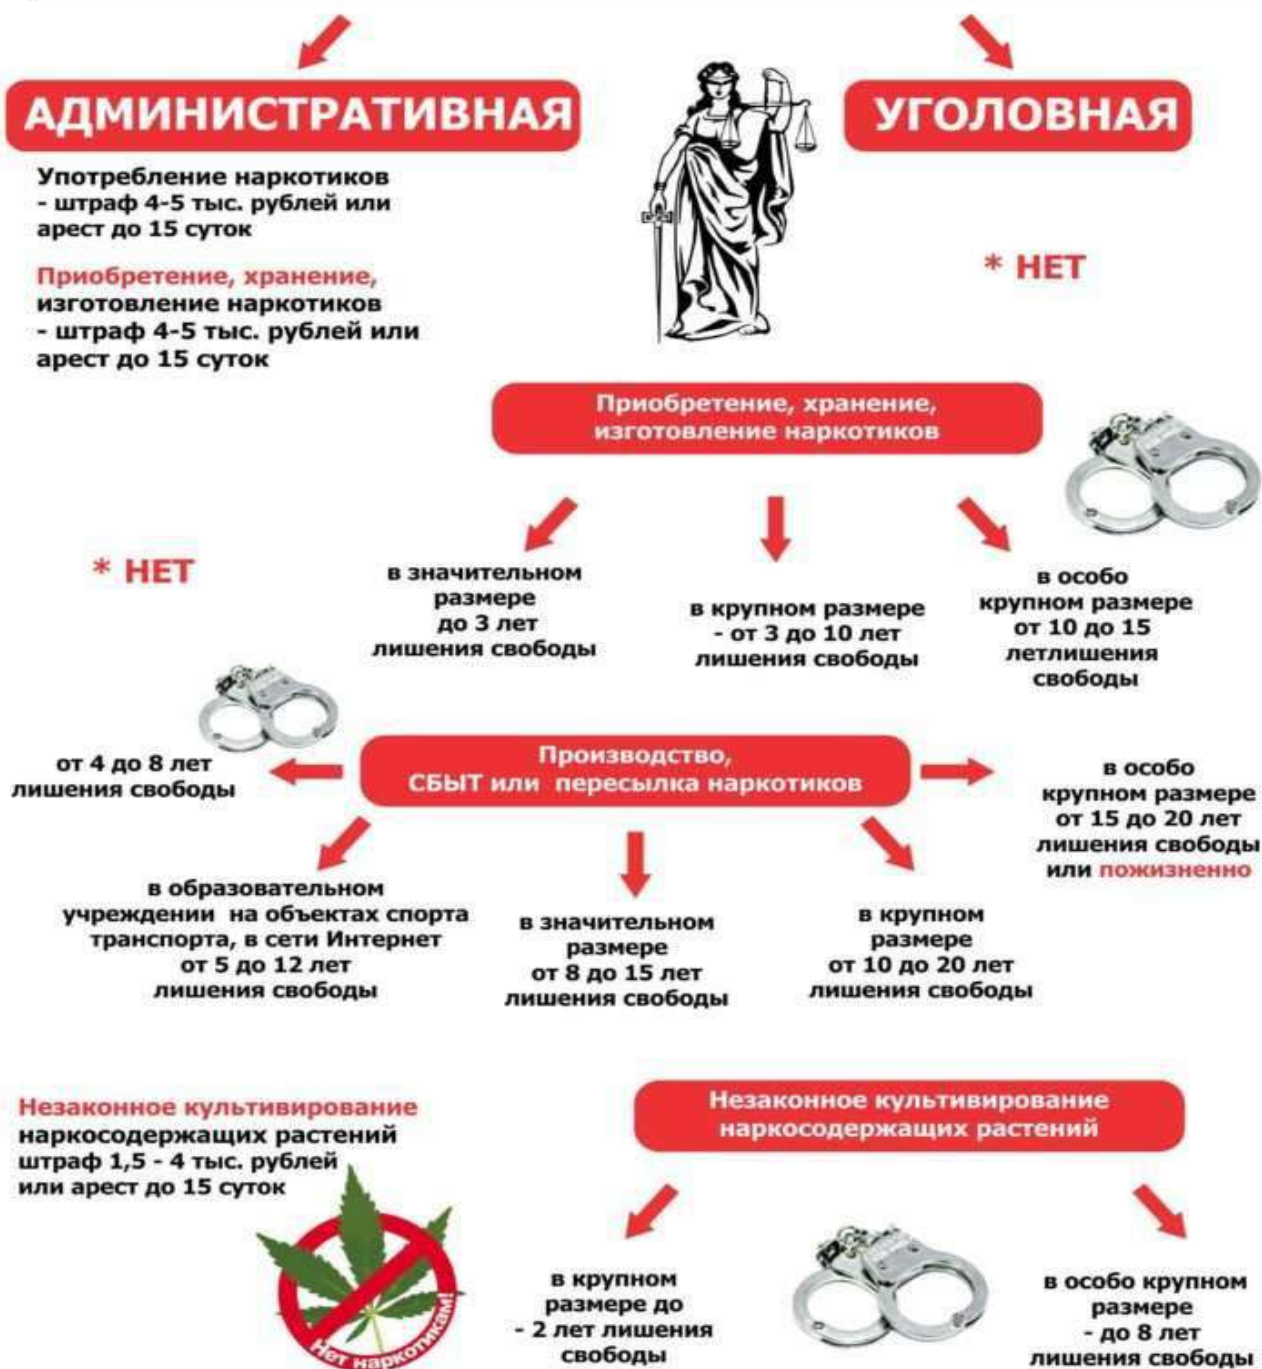 АДМИНИСТРАТИВНАЯ
УГОЛОВНАЯ
Употребление наркотиков
- штраф 4-5 тыс. рублей или
арест до 15 суток
Приобретение, хранение,
изготовление наркотиков
- штраф 4-5 тыс. рублей или
арест до 15 суток
* НЕТ
Приобретение, хранение,
изготовление наркотиков
* НЕТ
в значительном
размере
до 3 лет
лишения свободы
в крупном размере
- от 3 до 10 лет
лишения свободы
в особо
крупном размере
от 10 до 15
летлишения
свободы
Производство,
СБЫТ или пересылка наркотиков
от 4 до 8 лет
лишения свободы
в особо
крупном размере
от 15 до 20 лет
лишения свободы
или пожизненно
в образовательном
учреждении на объектах спорта
транспорта, в сети Интернет
от 5 до 12 лет
лишения свободы
в значительном
размере
от 8 до 15 лет
лишения свободы
в крупном
размере
от 10 до 20 лет
лишения свободы
Незаконное культивирование
наркосодержащих растений
штраф 1,5 - 4 тыс. рублей
или арест до 15 суток
Нет наркотикам!
Незаконное культивирование
наркосодержащих растений
в крупном
размере до
- 2 лет лишения
свободы
в особо крупном
размере
- до 8 лет
лишения свободы